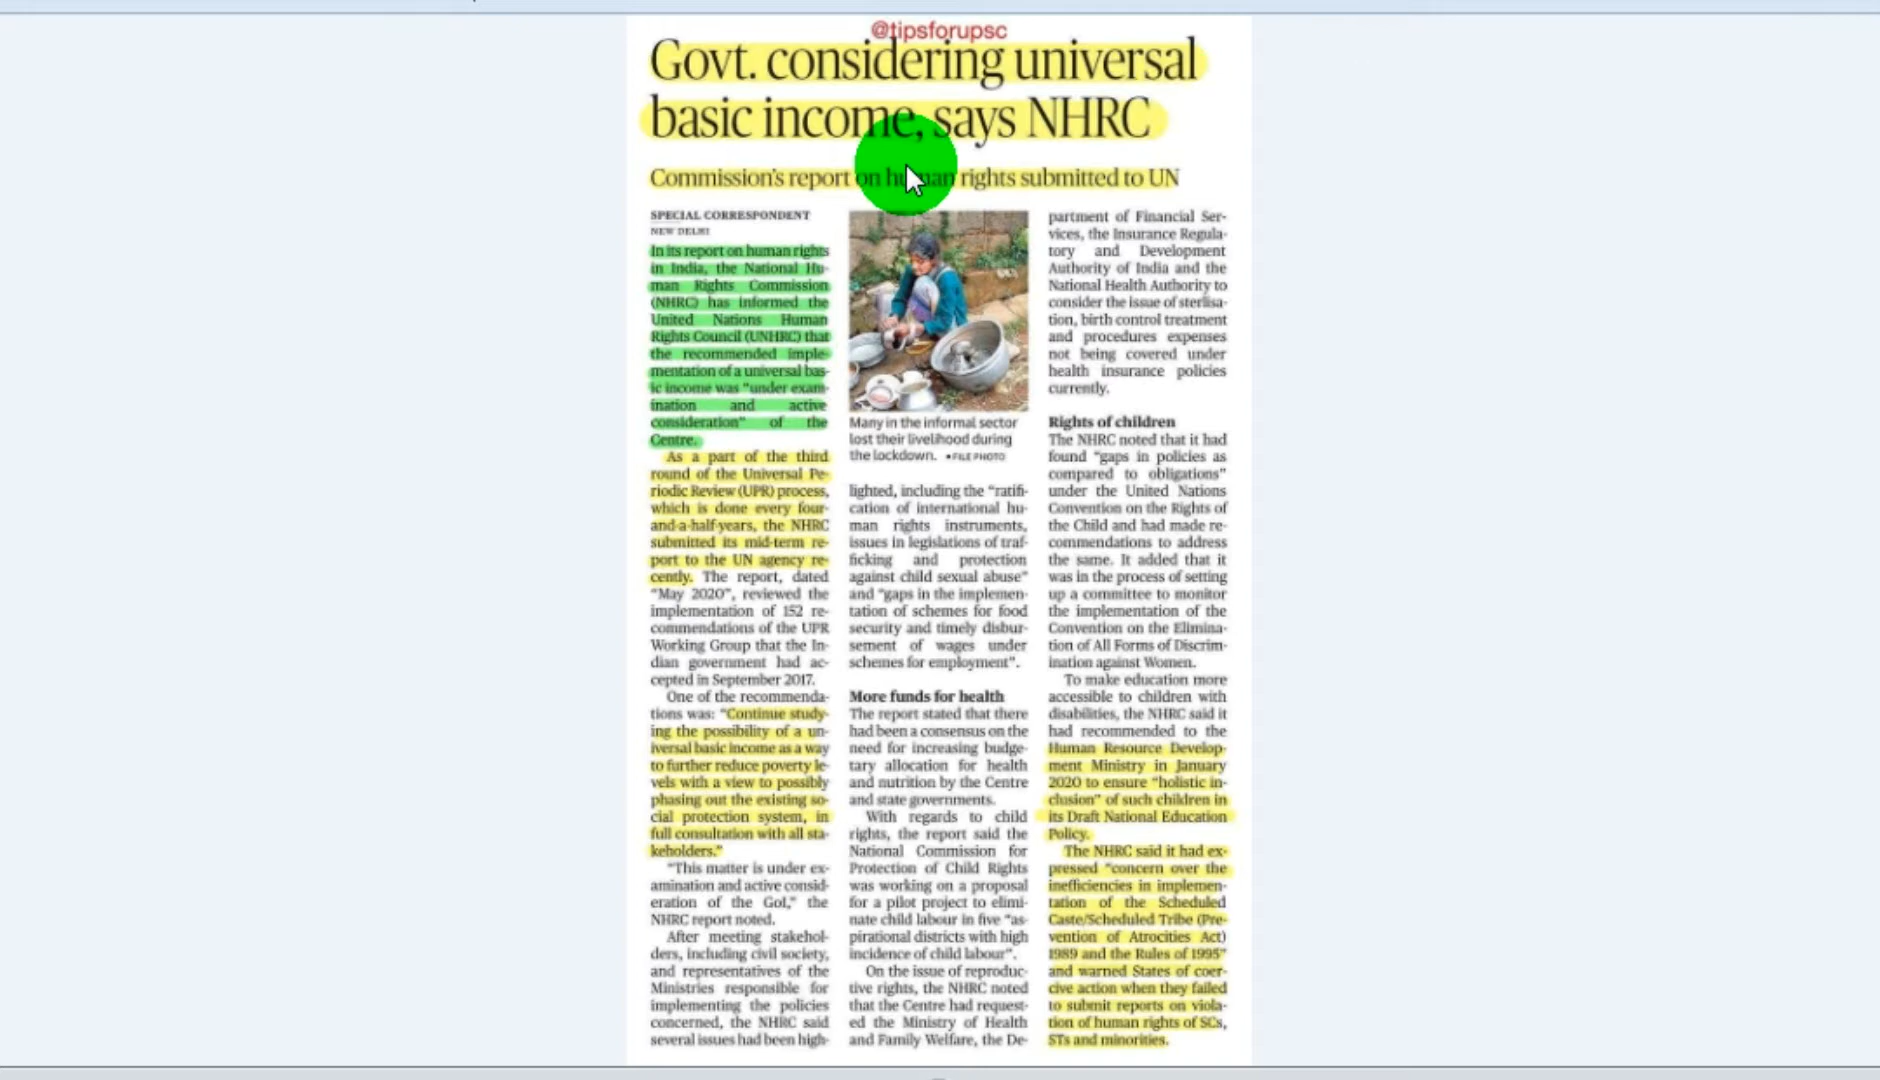 @tipsforupsc
Govt. considering universal
basic income, says NHRC
Commission's report on human rights submitted to UN
SPECIAL CORRESPONDENT
NEW DELHI
In its report on human rights
in India, the National Hu-
man Rights Commission
(NHRC) has informed the
United Nations Human
Rights Council (UNHRC) that
the recommended imple-
mentation of a universal bas-
ic income was "under exam-
ination and active
consideration" of the
Centre.
As a part of the third
round of the Universal Pe-
riodic Review (UPR) process,
which is done every four-
and-a-half-years, the NHRC
submitted its mid-term re-
port to the UN agency re-
cently. The report, dated
"May 2020", reviewed the
implementation of 152 re-
commendations of the UPR
Working Group that the In-
dian government had ac-
cepted in September 2017.
One of the recommenda-
tions was: "Continue study-
ing the possibility of a un-
iversal basic income as a way
to further reduce poverty le-
vels with a view to possibly
phasing out the existing so-
cial protection system, in
full consultation with all sta-
keholders."
"This matter is under ex-
amination and active consid-
eration of the GoI," the
NHRC report noted.
After meeting stakehol-
ders, including civil society,
and representatives of the
Ministries responsible for
implementing the policies
concerned, the NHRC said
several issues had been high-
Many in the informal sector
lost their livelihood during
the lockdown. •FILE PHOTO
lighted, including the "ratifi-
cation of international hu-
man rights instruments,
issues in legislations of traf-
ficking and protection
against child sexual abuse"
and "gaps in the implemen-
tation of schemes for food
security and timely disbur-
sement of wages under
schemes for employment".
More funds for health
The report stated that there
had been a consensus on the
need for increasing budge-
tary allocation for health
and nutrition by the Centre
and state governments.
With regards to child
rights, the report said the
National Commission for
Protection of Child Rights
was working on a proposal
for a pilot project to elimi-
nate child labour in five "as-
pirational districts with high
incidence of child labour".
On the issue of reproduc-
tive rights, the NHRC noted
that the Centre had request-
ed the Ministry of Health
and Family Welfare, the De-
partment of Financial Ser-
vices, the Insurance Regula-
tory and Development
Authority of India and the
National Health Authority to
consider the issue of sterlisa-
tion, birth control treatment
and procedures expenses
not being covered under
health insurance policies
currently.
Rights of children
The NHRC noted that it had
found "gaps in policies as
compared to obligations"
under the United Nations
Convention on the Rights of
the Child and had made re-
commendations to address
the same. It added that it
was in the process of setting
up a committee to monitor
the implementation of the
Convention on the Elimina-
tion of All Forms of Discrim-
ination against Women.
To make education more
accessible to children with
disabilities, the NHRC said it
had recommended to the
Human Resource Develop-
ment Ministry in January
2020 to ensure "holistic in-
clusion" of such children in
its Draft National Education
Policy.
The NHRC said it had ex-
pressed "concern over the
inefficiencies in implemen-
tation of the Scheduled
Caste/Scheduled Tribe (Pre-
vention of Atrocities Act)
1989 and the Rules of 1995"
and warned States of coer-
cive action when they failed
to submit reports on viola-
tion of human rights of SCs,
STs and minorities.